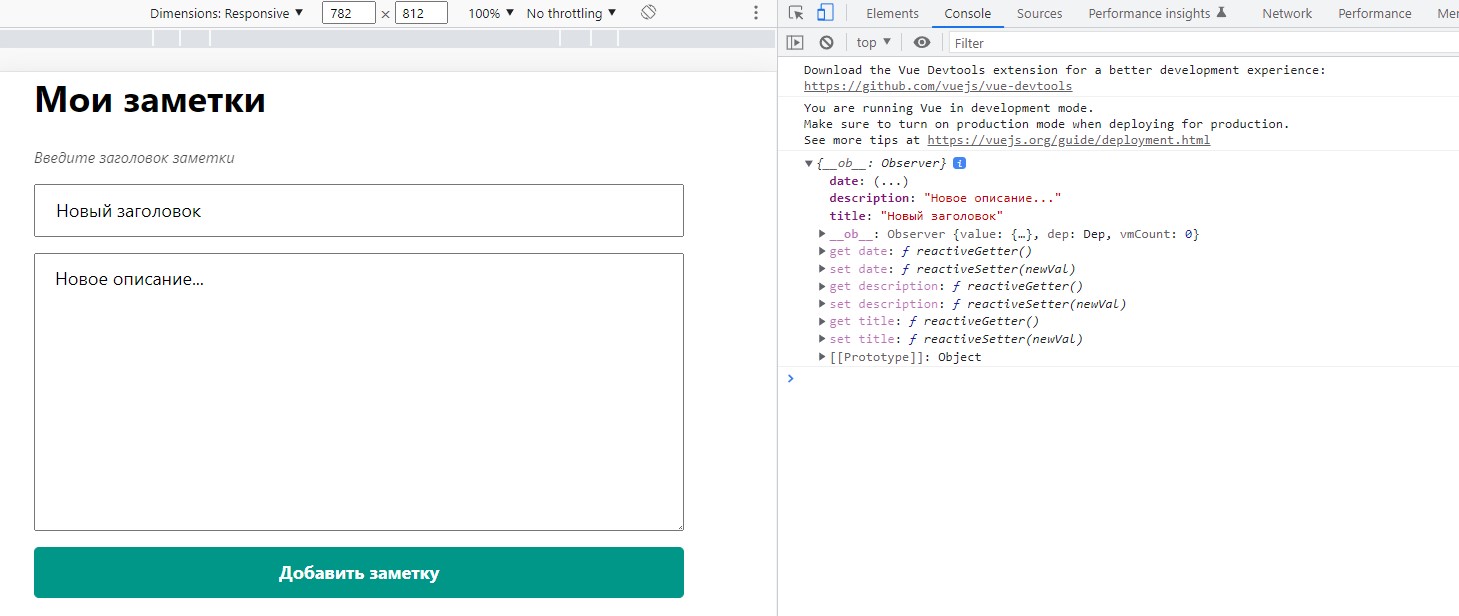 Dimensions: Responsive ▼ 782 × 812 100% ▼ No throttling ▼
Elements Console Sources Performance insights Network Performance
top ▼ Filter
Мои заметки
Введите заголовок заметки
Новый заголовок
Новое описание...
Добавить заметку
Download the Vue Devtools extension for a better development experience:
https://github.com/vuejs/vue-devtools
You are running Vue in development mode.
Make sure to turn on production mode when deploying for production.
See more tips at https://vuejs.org/guide/deployment.html
▼{__ob__: Observer} i
date: (...)
description: "Новое описание..."
title: "Новый заголовок"
▶__ob__: Observer {value: {…}, dep: Dep, vmCount: 0}
▶get date: ƒ reactiveGetter()
▶set date: ƒ reactiveSetter(newVal)
▶get description: ƒ reactiveGetter()
▶set description: ƒ reactiveSetter(newVal)
▶get title: ƒ reactiveGetter()
▶set title: ƒ reactiveSetter(newVal)
▶[[Prototype]]: Object